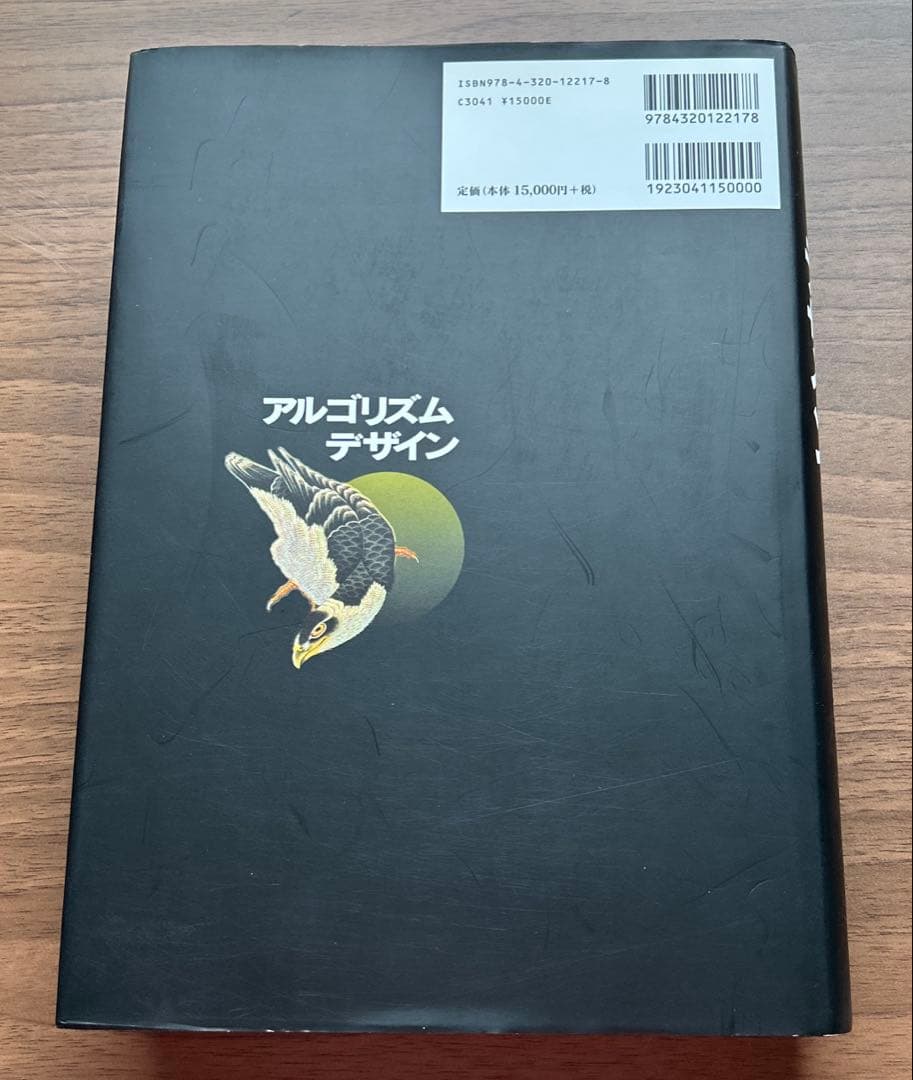 ISBN978-4-320-12217-8
C3041 ¥15000E
9784320122178
定価(本体 15,000円+税)
1923041150000
アルゴリズム
デザイン